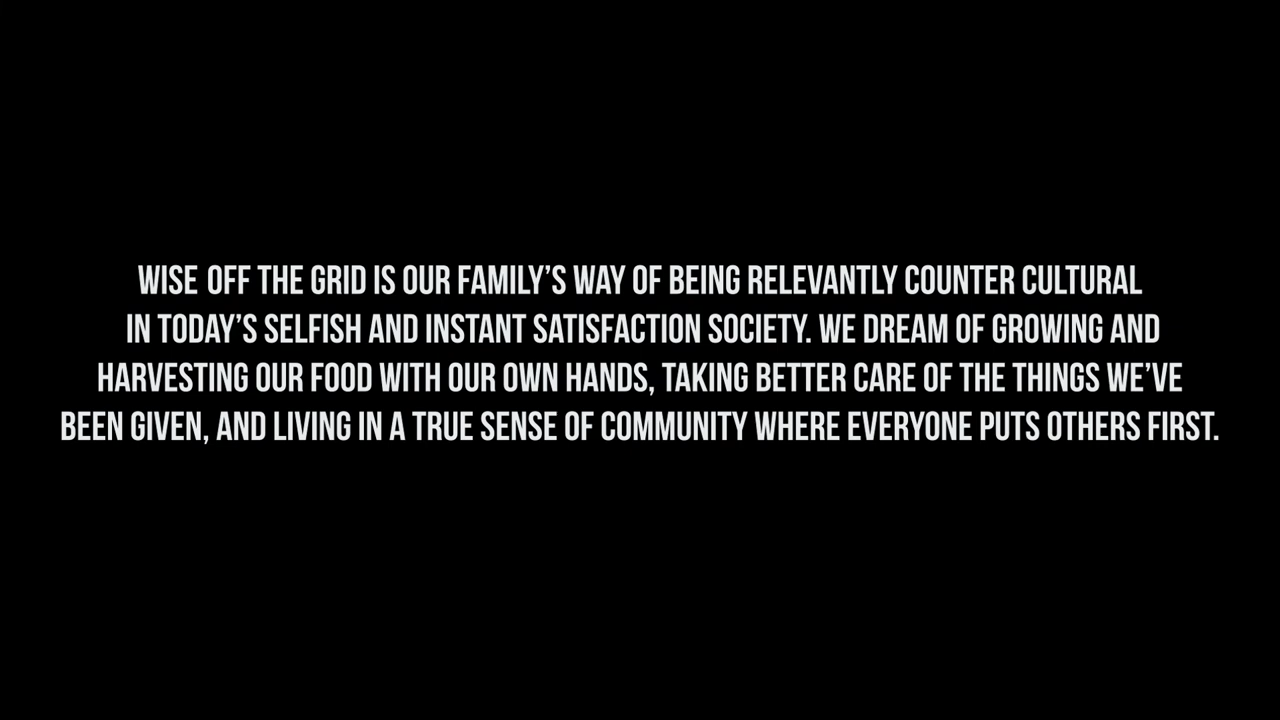 WISE OFF THE GRID IS OUR FAMILY’S WAY OF BEING RELEVANTLY COUNTER CULTURAL
IN TODAY’S SELFISH AND INSTANT SATISFACTION SOCIETY. WE DREAM OF GROWING AND
HARVESTING OUR FOOD WITH OUR OWN HANDS, TAKING BETTER CARE OF THE THINGS WE’VE
BEEN GIVEN, AND LIVING IN A TRUE SENSE OF COMMUNITY WHERE EVERYONE PUTS OTHERS FIRST.